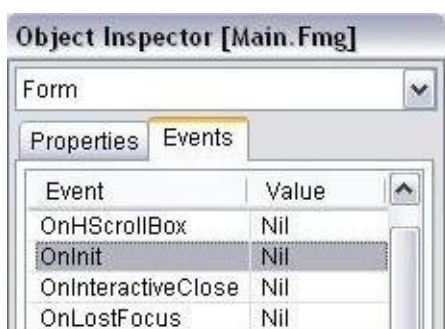 Object Inspector [Main.Fmg]
Form
Properties Events
Event Value
OnHScrollBox Nil
OnInit Nil
OnInteractiveClose Nil
OnLostFocus Nil